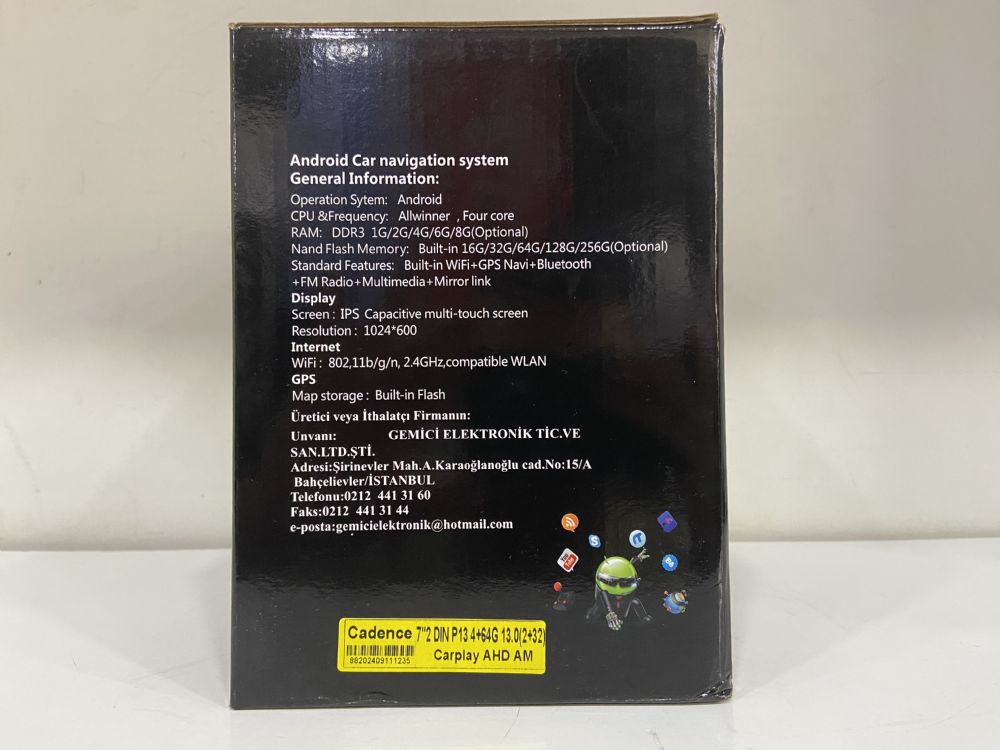 Android Car navigation system
General Information:
Operation Sytem: Android
CPU &Frequency: Allwinner , Four core
RAM: DDR3 1G/2G/4G/6G/8G(Optional)
Nand Flash Memory: Built-in 16G/32G/64G/128G/256G(Optional)
Standard Features: Built-in WiFi+GPS Navi+Bluetooth
+FM Radio+Multimedia+Mirror link
Display
Screen : IPS Capacitive multi-touch screen
Resolution : 1024*600
Internet
WiFi : 802,11b/g/n, 2.4GHz,compatible WLAN
GPS
Map storage : Built-in Flash
Üretici veya İthalatçı Firmanın:
Unvanı: GEMİCİ ELEKTRONİK TİC.VE
SAN.LTD.ŞTİ.
Adresi:Şirinevler Mah.A.Karaoğlanoğlu cad.No:15/A
Bahçelievler/İSTANBUL
Telefonu:0212 441 31 60
Faks:0212 441 31 44
e-posta:gemicielektronik@hotmail.com
You Tube
Cadence 7"2 DIN P13 4+64G 13.0(2+32)
88202409111235 Carplay AHD AM